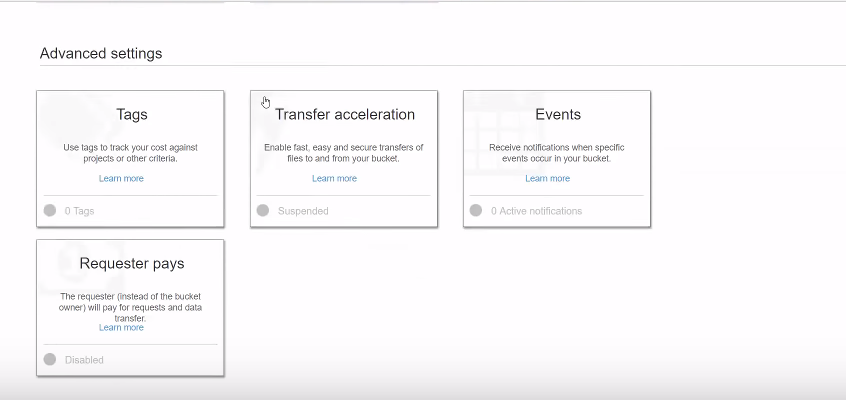 Advanced settings
Tags
Use tags to track your cost against
projects or other criteria.
Learn more
0 Tags
Transfer acceleration
Enable fast, easy and secure transfers of
files to and from your bucket.
Learn more
Suspended
Events
Receive notifications when specific
events occur in your bucket.
Learn more
0 Active notifications
Requester pays
The requester (instead of the bucket
owner) will pay for requests and data
transfer.
Learn more
Disabled